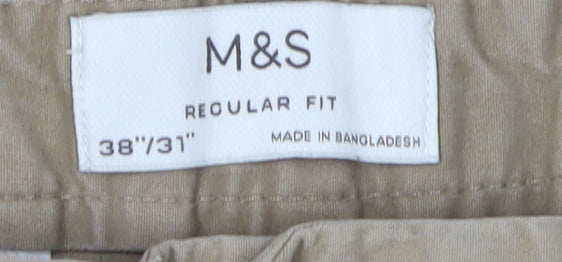 M&S
REGULAR FIT
38"/31" MADE IN BANGLADESH